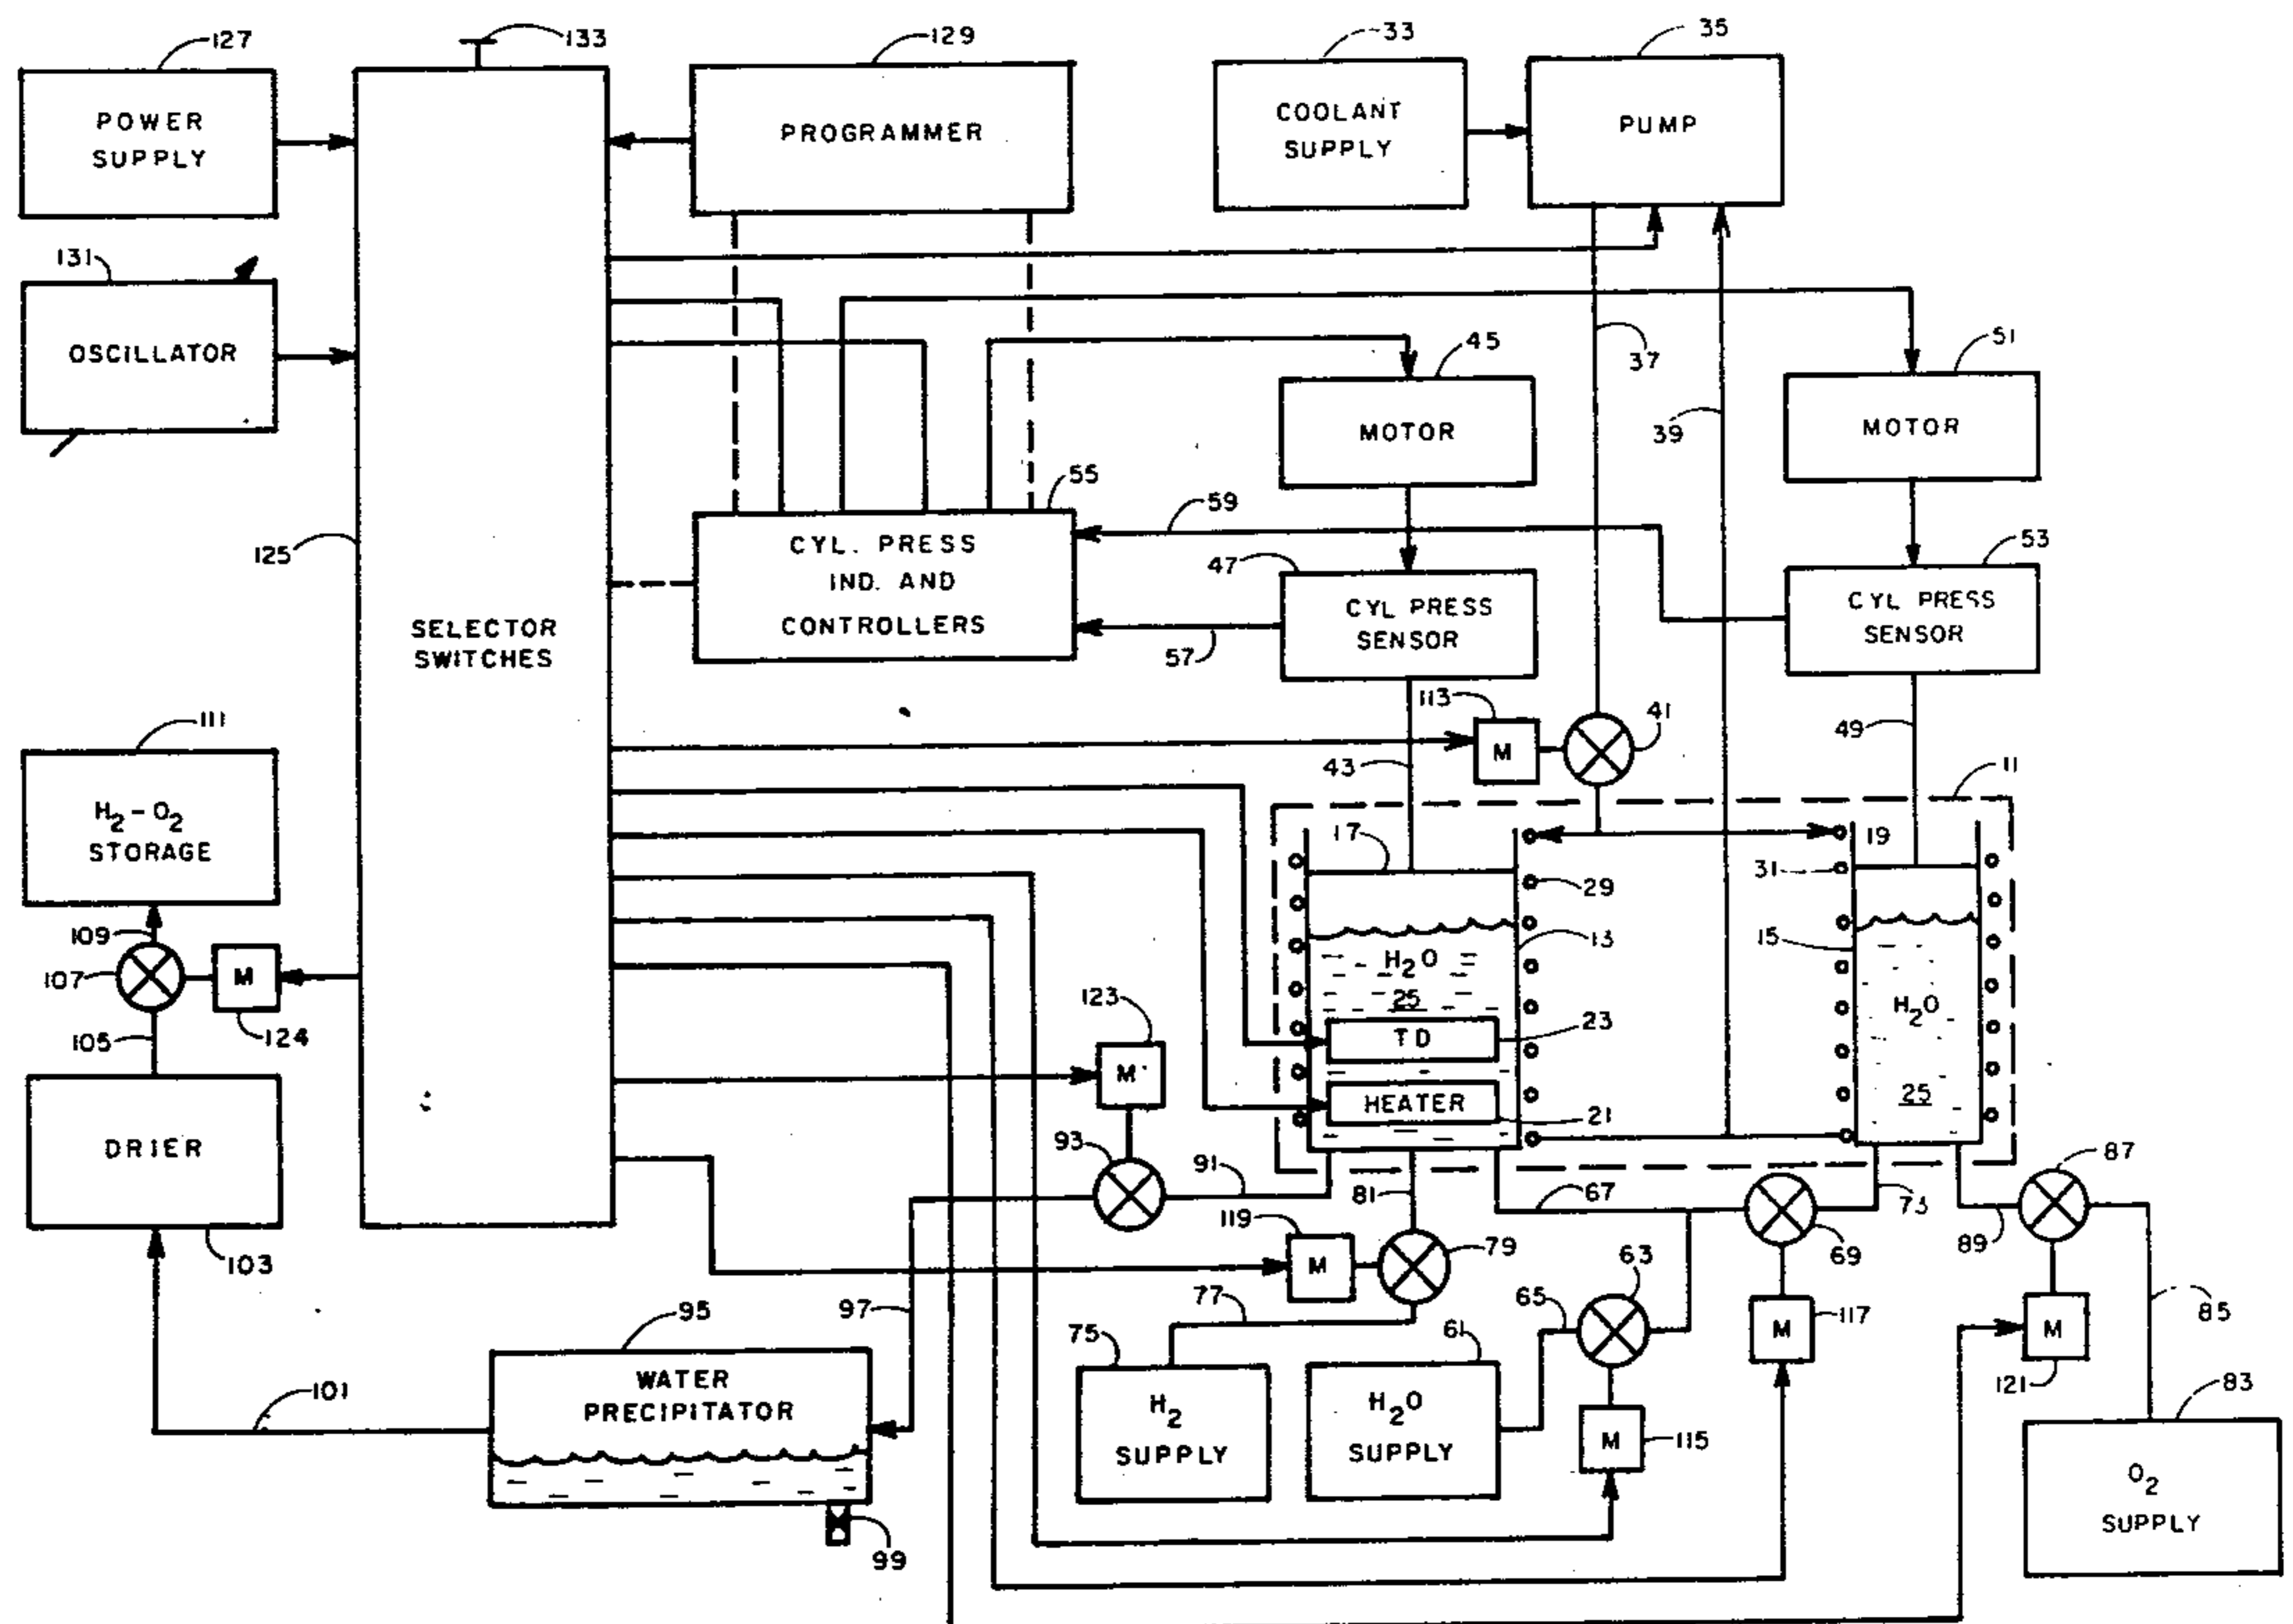 127
133
129
33
35
POWER
SUPPLY
PROGRAMMER
COOLANT
SUPPLY
PUMP
131
OSCILLATOR
45
37
51
MOTOR
39
MOTOR
55
59
125
CYL. PRESS
IND. AND
CONTROLLERS
47
CYL PRESS
SENSOR
53
CYL PRESS
SENSOR
SELECTOR
SWITCHES
57
111
113
M
41
49
43
11
H2-O2
STORAGE
17
19
29
31
13
15
109
107
M
124
105
H2O
25
H2O
25
123
M
TD
23
HEATER
21
DRIER
103
93
91
81
67
73
87
89
69
119
M
79
63
65
85
97
77
95
75
61
M
117
M
121
83
WATER
PRECIPITATOR
101
H2
SUPPLY
H2O
SUPPLY
M
115
O2
SUPPLY
99